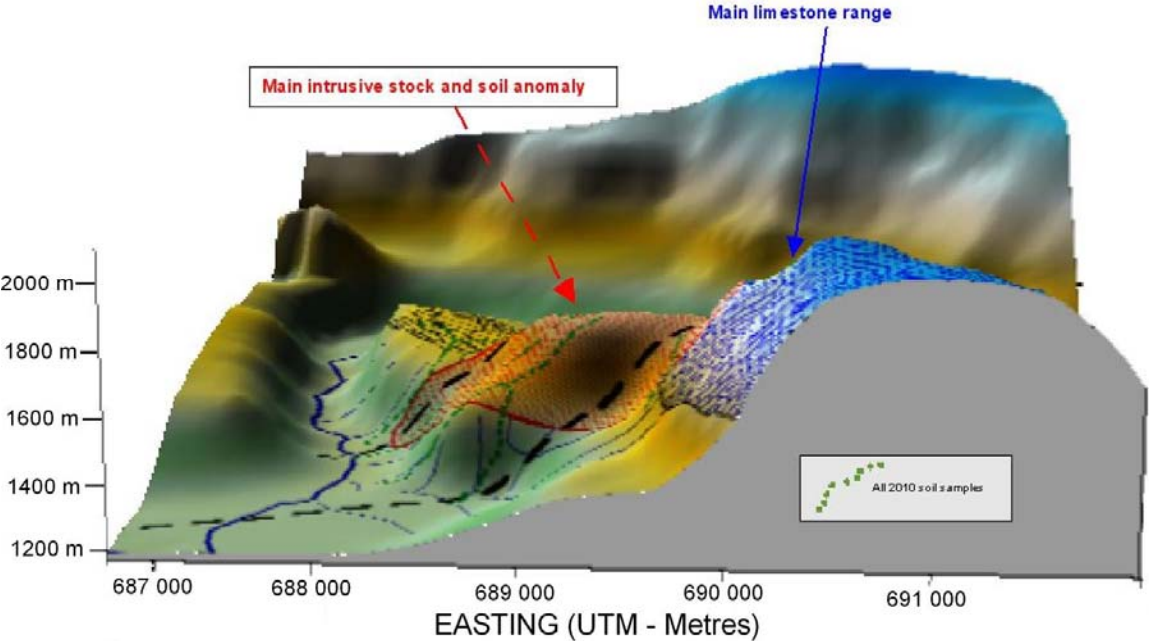 Main limestone range
Main intrusive stock and soil anomaly
2000 m
1800 m
1600 m
1400 m
1200 m
All 2010 soil samples
687 000
688 000
689 000
690 000
691 000
EASTING (UTM - Metres)